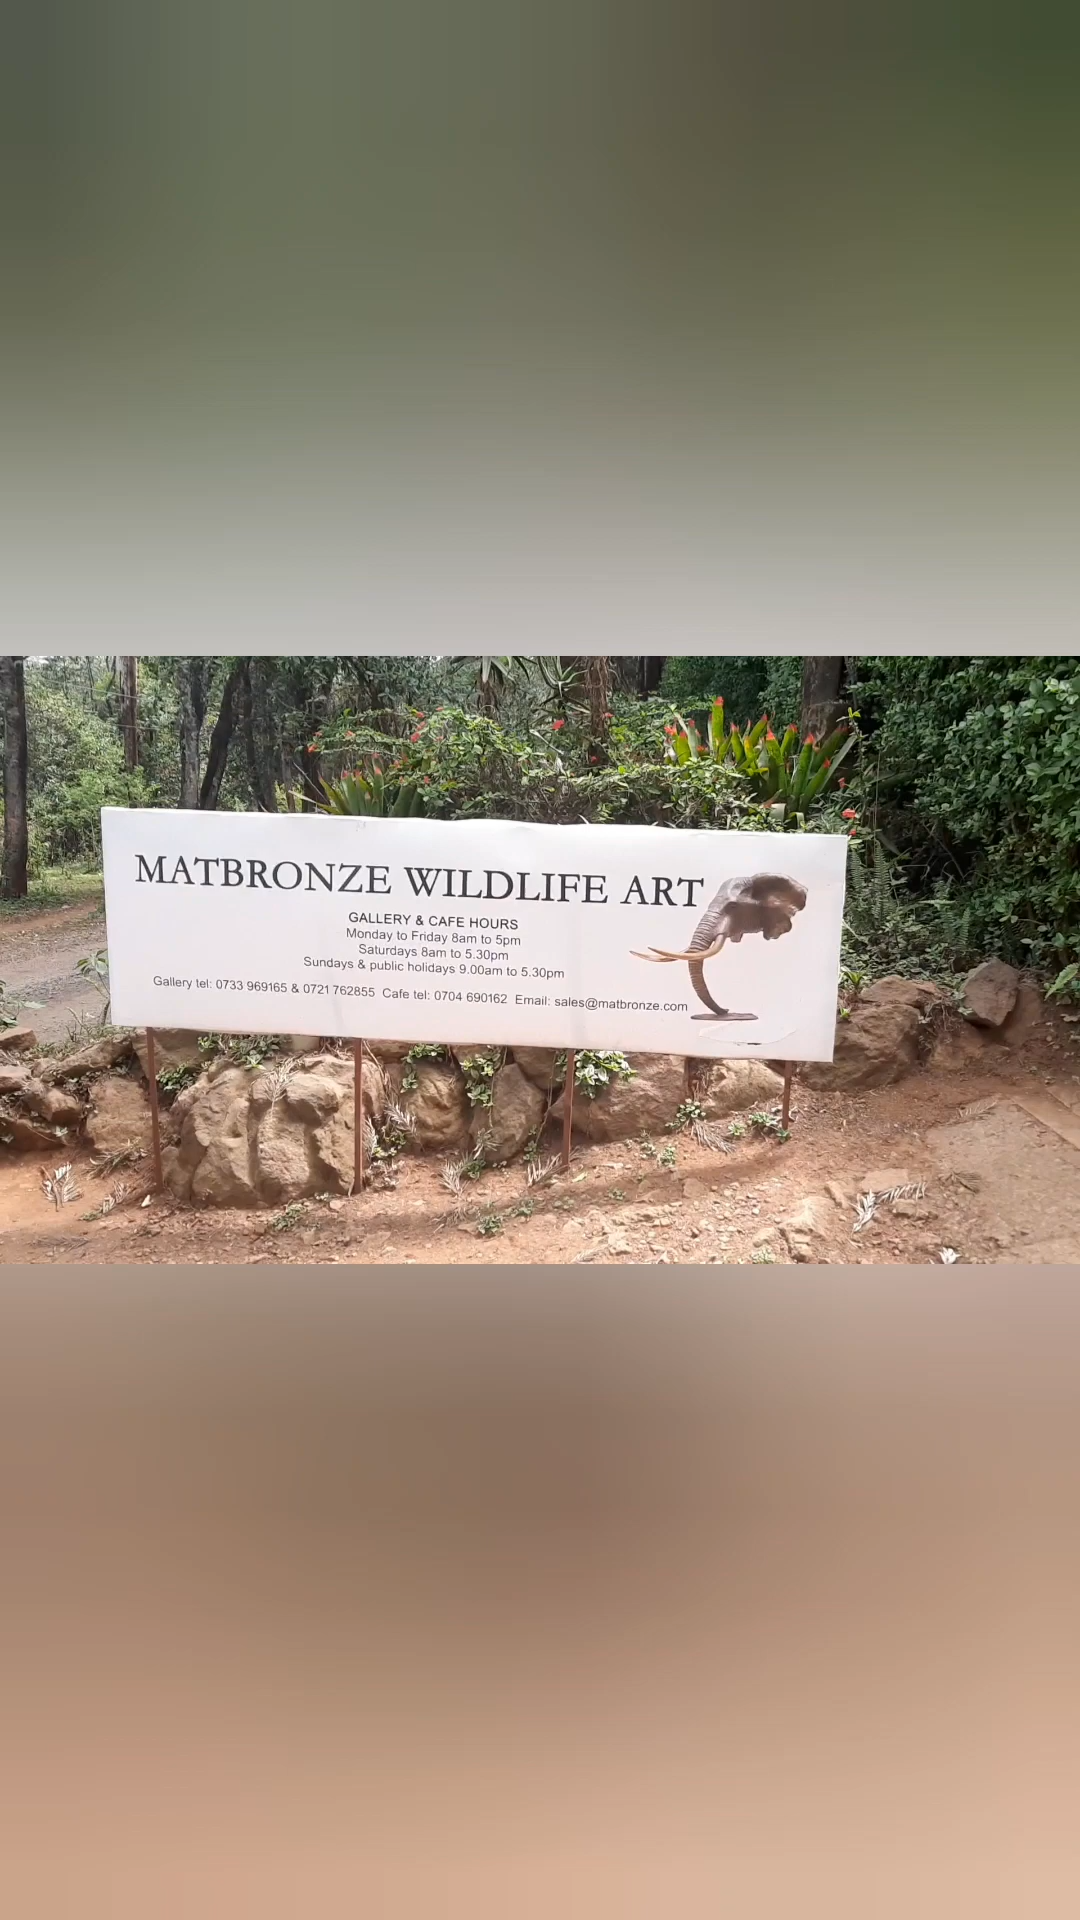 MATBRONZE WILDLIFE ART
GALLERY & CAFE HOURS
Monday to Friday 8am to 5pm
Saturdays 8am to 5.30pm
Sundays & public holidays 9.00am to 5.30pm
Gallery tel: 0733 969165 & 0721 762855 Cafe tel: 0704 690162 Email: sales@matbronze.com